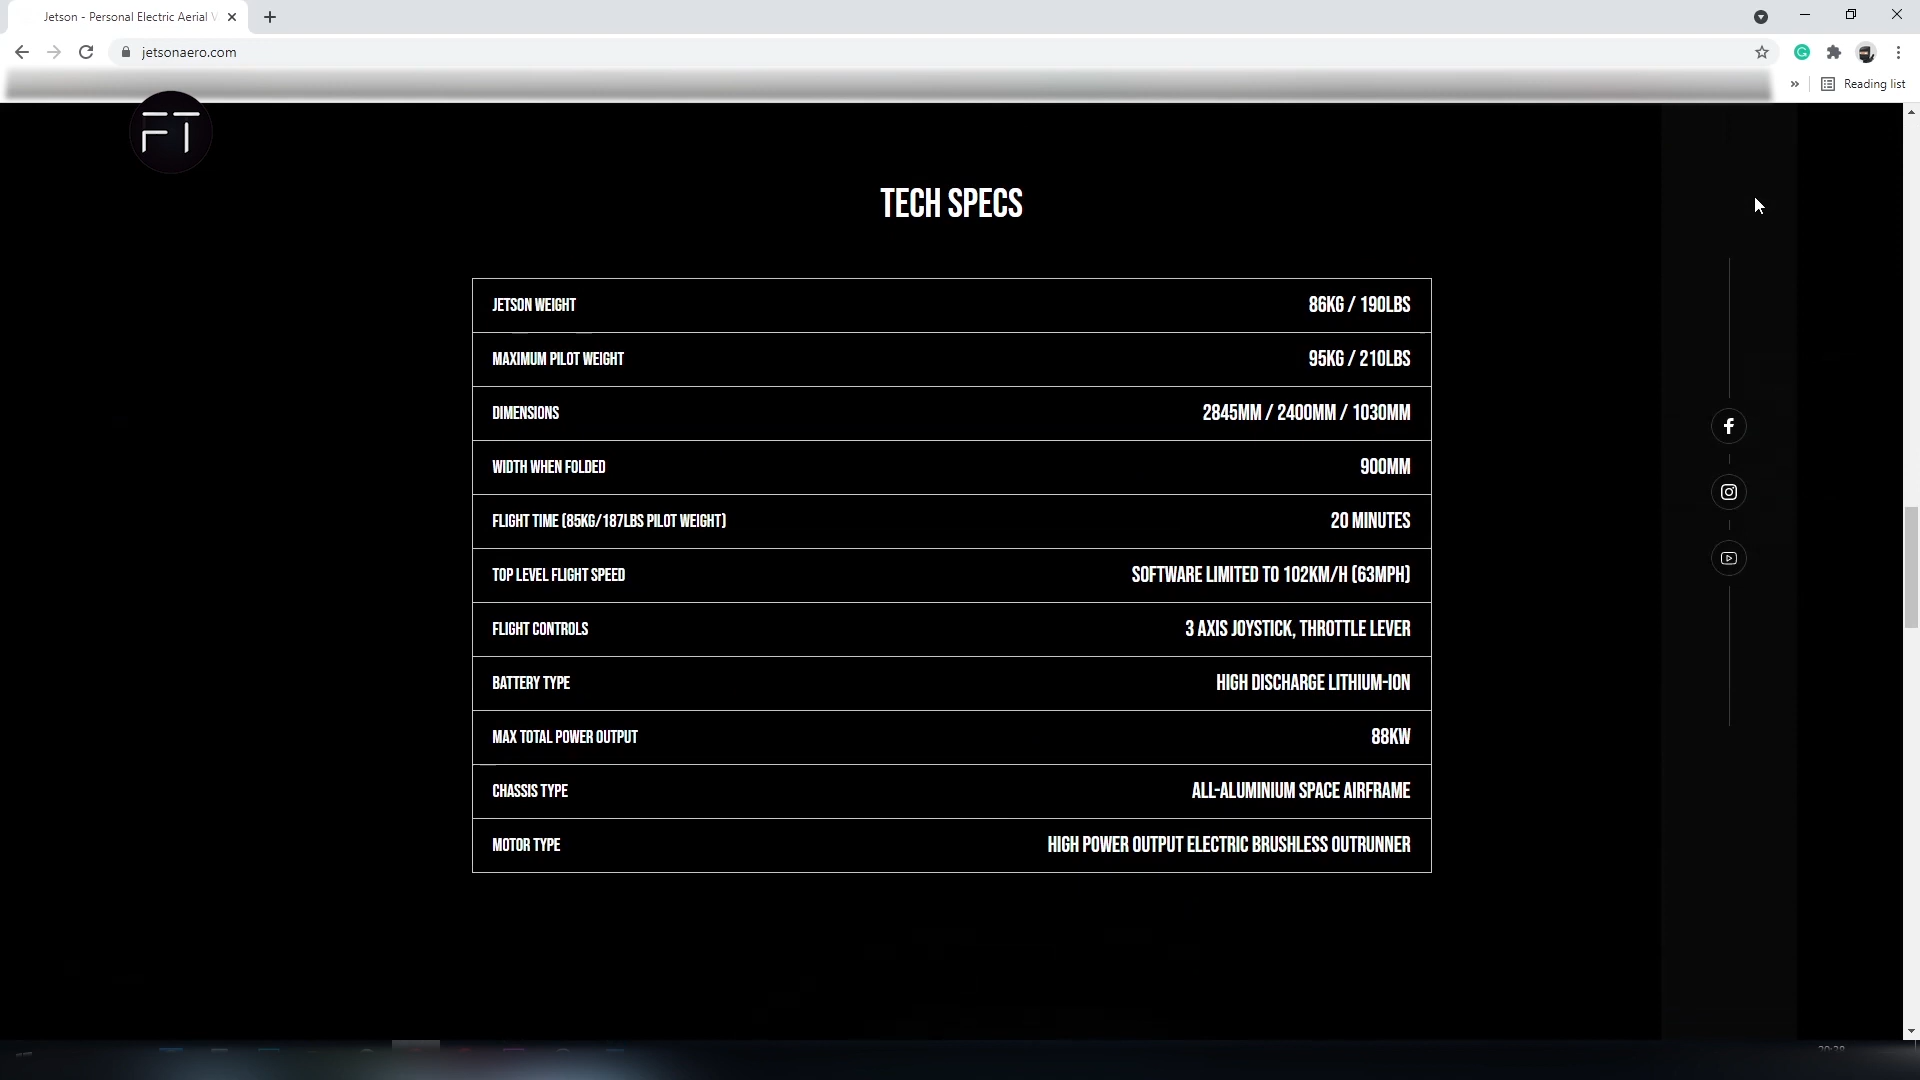 Jetson - Personal Electric Aerial V
jetsonaero.com
Reading list
FT
TECH SPECS
JETSON WEIGHT 86KG / 190LBS
MAXIMUM PILOT WEIGHT 95KG / 210LBS
DIMENSIONS 2845MM / 2400MM / 1030MM
WIDTH WHEN FOLDED 900MM
FLIGHT TIME (85KG/187LBS PILOT WEIGHT) 20 MINUTES
TOP LEVEL FLIGHT SPEED SOFTWARE LIMITED TO 102KM/H (63MPH)
FLIGHT CONTROLS 3 AXIS JOYSTICK, THROTTLE LEVER
BATTERY TYPE HIGH DISCHARGE LITHIUM-ION
MAX TOTAL POWER OUTPUT 88KW
CHASSIS TYPE ALL-ALUMINIUM SPACE AIRFRAME
MOTOR TYPE HIGH POWER OUTPUT ELECTRIC BRUSHLESS OUTRUNNER